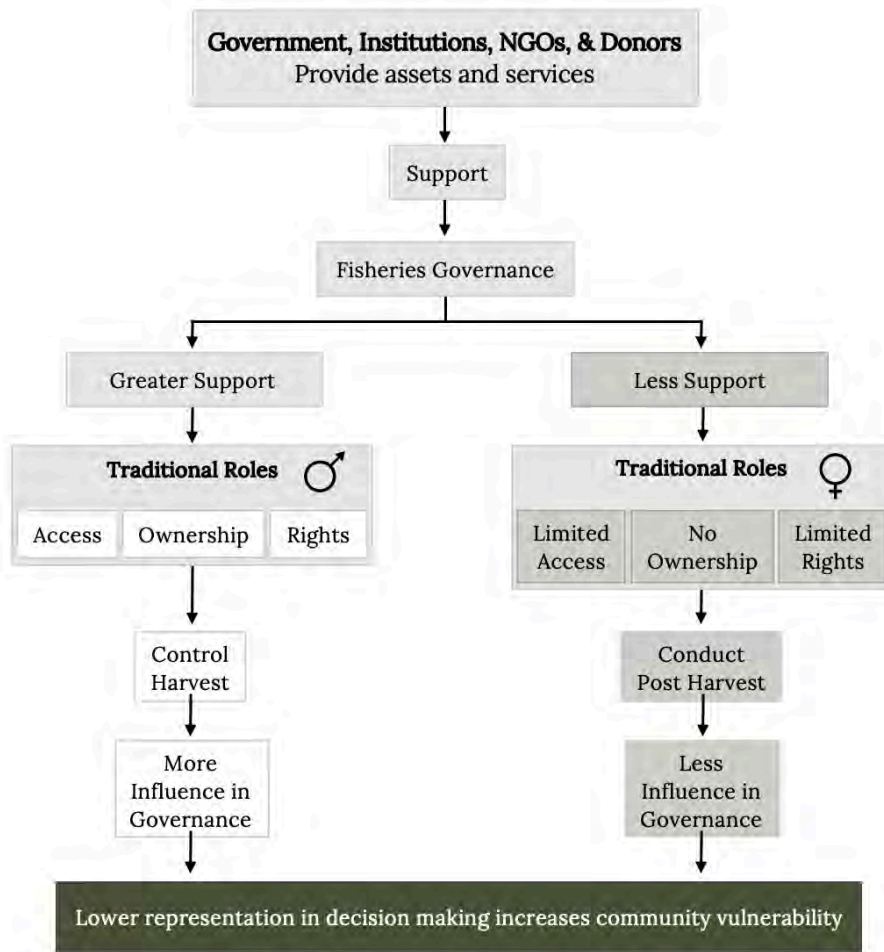 Government, Institutions, NGOs, & Donors
Provide assets and services
Support
Fisheries Governance
Greater Support
Less Support
Traditional Roles
Access
Ownership
Rights
Traditional Roles
Limited
Access
No
Ownership
Limited
Rights
Control
Harvest
Conduct
Post Harvest
More
Influence in
Governance
Less
Influence in
Governance
Lower representation in decision making increases community vulnerability